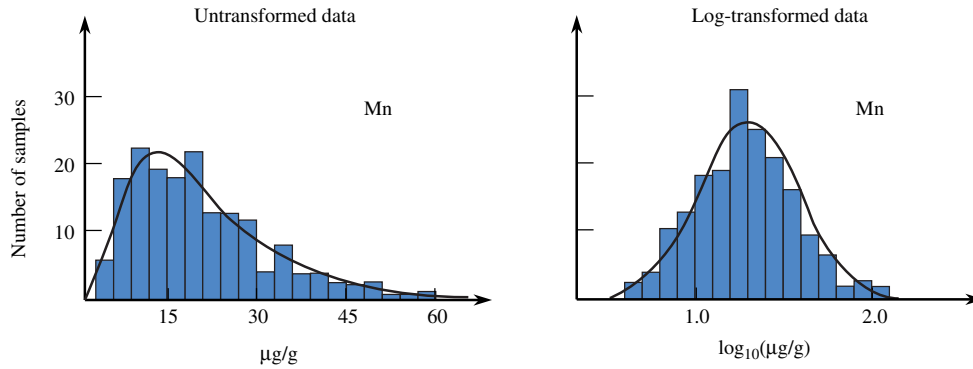 Untransformed data
Number of samples
30
20
10
Mn
15 30 45 60
μg/g
Log-transformed data
Mn
1.0 2.0
log₁₀(μg/g)